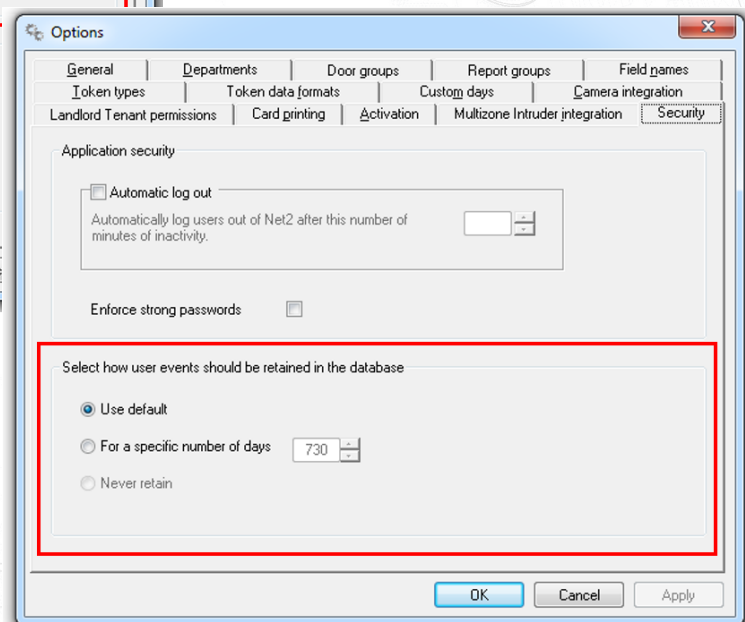 Options
General Departments Door groups Report groups Field names
Token types Token data formats Custom days Camera integration
Landlord Tenant permissions Card printing Activation Multizone Intruder integration Security
Application security
Automatic log out
Automatically log users out of Net2 after this number of
minutes of inactivity.
Enforce strong passwords
Select how user events should be retained in the database
Use default
For a specific number of days 730
Never retain
OK Cancel Apply